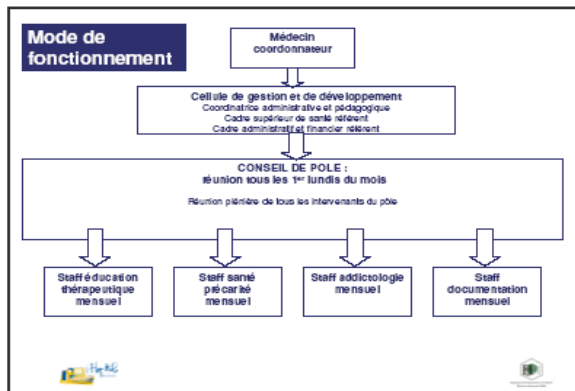 Mode de
fonctionnement
Médecin
coordonnateur
Cellule de gestion et de développement
Coordinatrice administrative et pédagogique
Cadre supérieur de santé référent
Cadre administratif et financier référent
CONSEIL DE POLE :
réunion tous les 1er lundis du mois
Réunion plénière de tous les intervenants du pôle
Staff éducation
thérapeutique
mensuel
Staff santé
précarité
mensuel
Staff addictologie
mensuel
Staff
documentation
mensuel